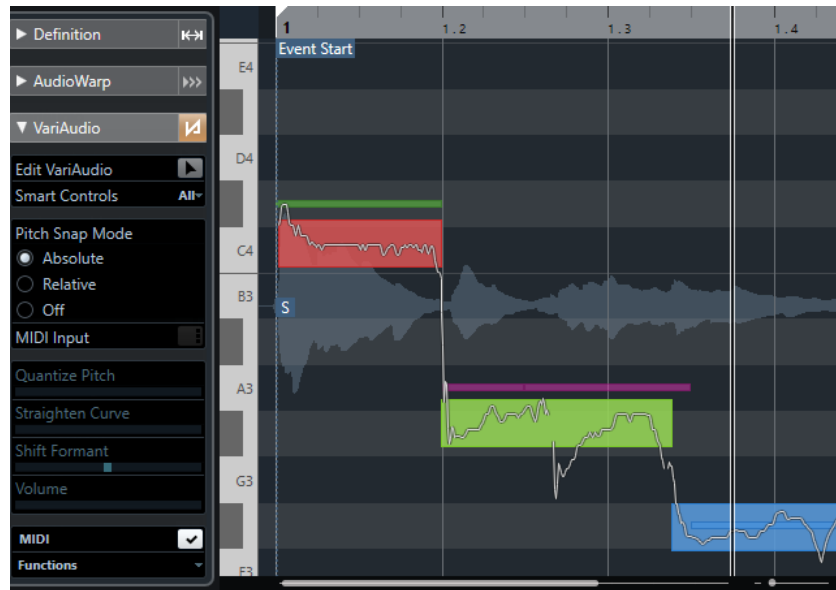 Definition
AudioWarp
VariAudio
Edit VariAudio
Smart Controls All
Pitch Snap Mode
Absolute
Relative
Off
MIDI Input
Quantize Pitch
Straighten Curve
Shift Formant
Volume
MIDI
Functions
1 1.2 1.3 1.4
Event Start
E4
D4
C4
B3
S
A3
G3
F3